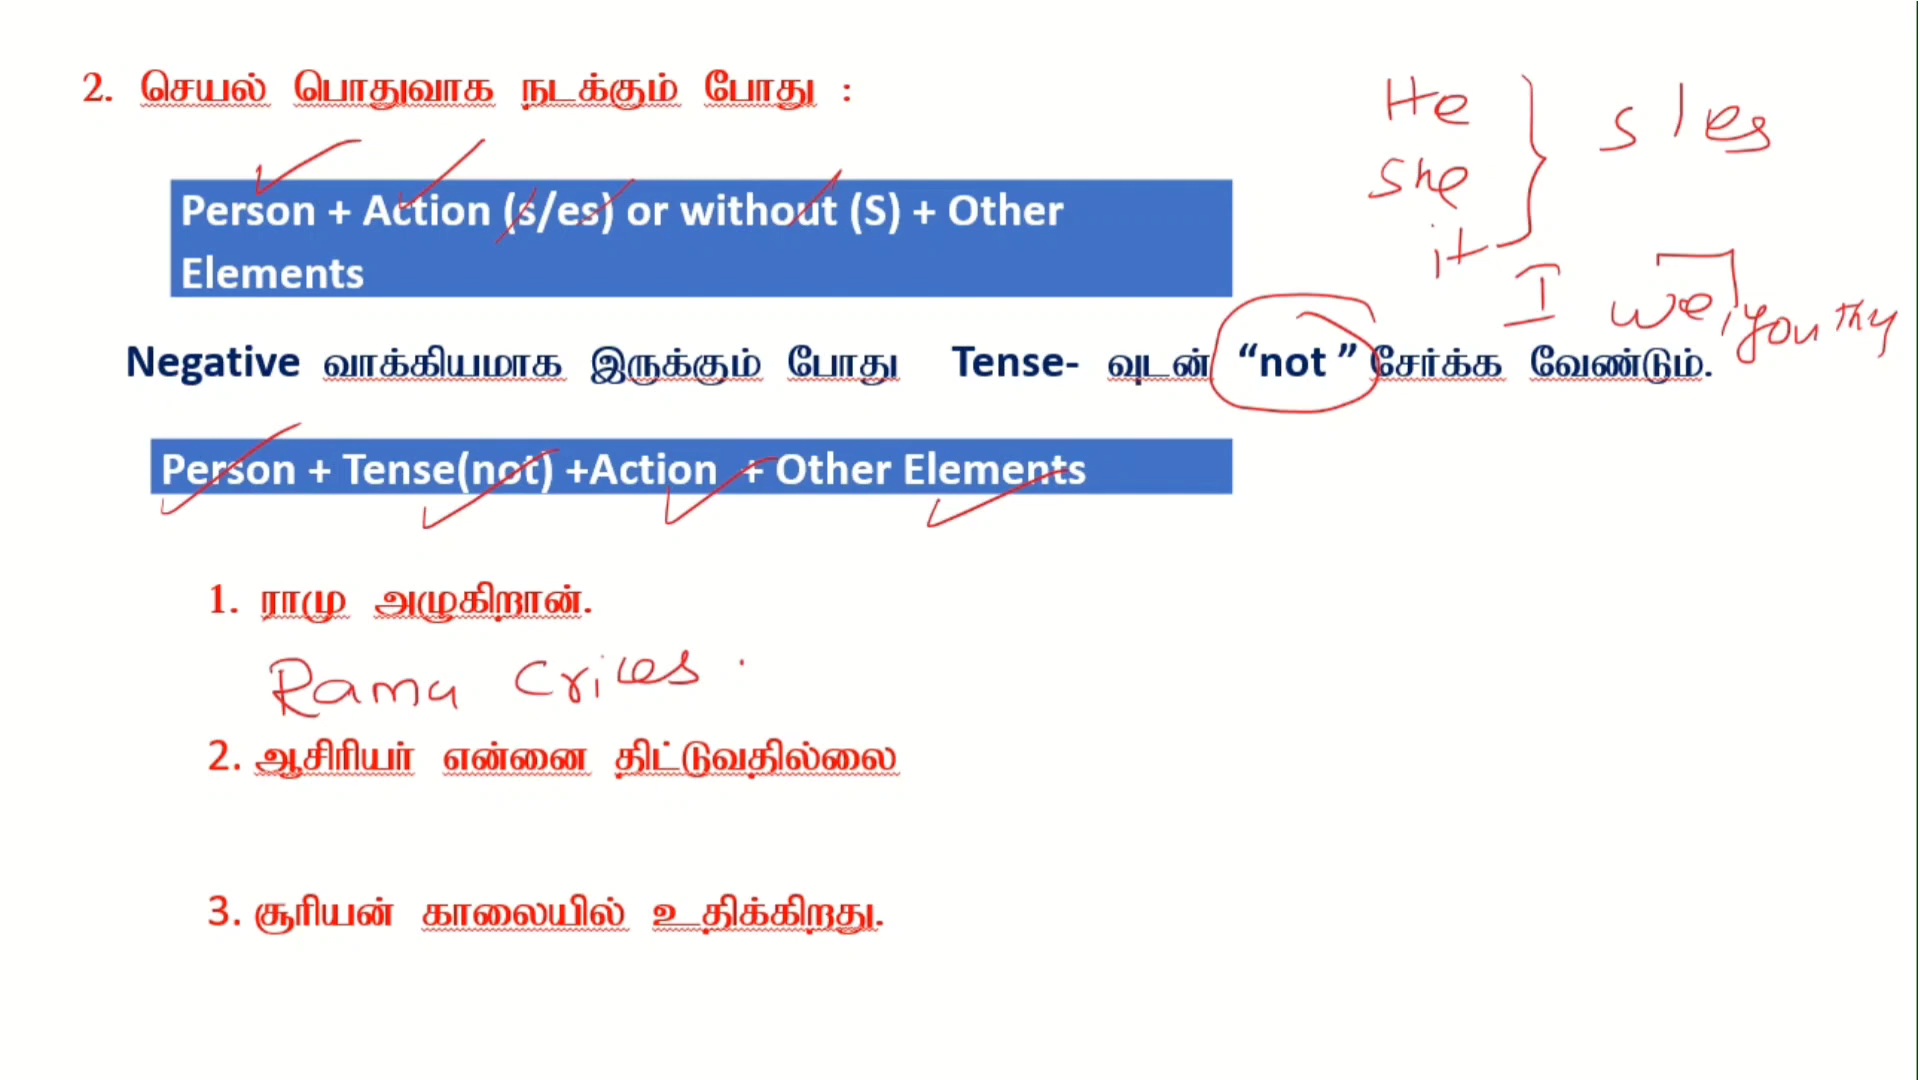 2. செயல் பொதுவாக நடக்கும் போது :
He
she
it
s/es
Person + Action (s/es) or without (S) + Other
Elements
I we, you they
Negative வாக்கியமாக இருக்கும் போது Tense- வுடன் “not ” சேர்க்க வேண்டும்.
Person + Tense(not) +Action + Other Elements
1. ராமு அழுகிறான்.
Ramu Cries.
2. ஆசிரியர் என்னை திட்டுவதில்லை
3. சூரியன் காலையில் உதிக்கிறது.